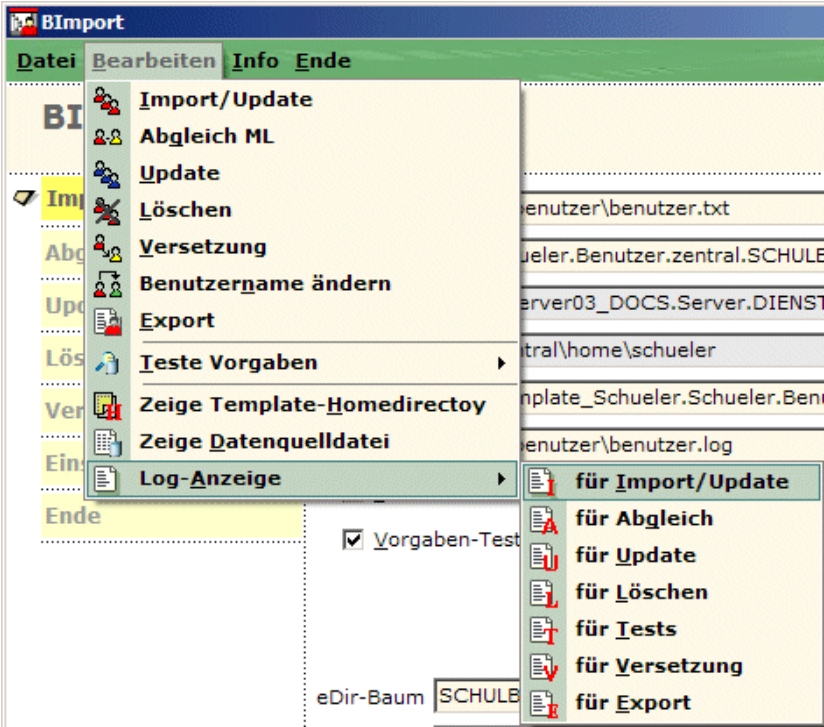 BImport
Datei Bearbeiten Info Ende
BI
Import/Update
Abgleich ML
Update
Löschen
Versetzung
Benutzername ändern
Export
Teste Vorgaben
Zeige Template-Homedirectoy
Zeige Datenquelldatei
Log-Anzeige
Ende
benutzer\benutzer.txt
ueler.Benutzer.zentral.SCHULB
erver03_DOCS.Server.DIENST
tral\home\schueler
mplate_Schueler.Schueler.Benu
benutzer\benutzer.log
für Import/Update
für Abgleich
für Update
für Löschen
für Tests
für Versetzung
für Export
Vorgaben-Test
eDir-Baum SCHULB